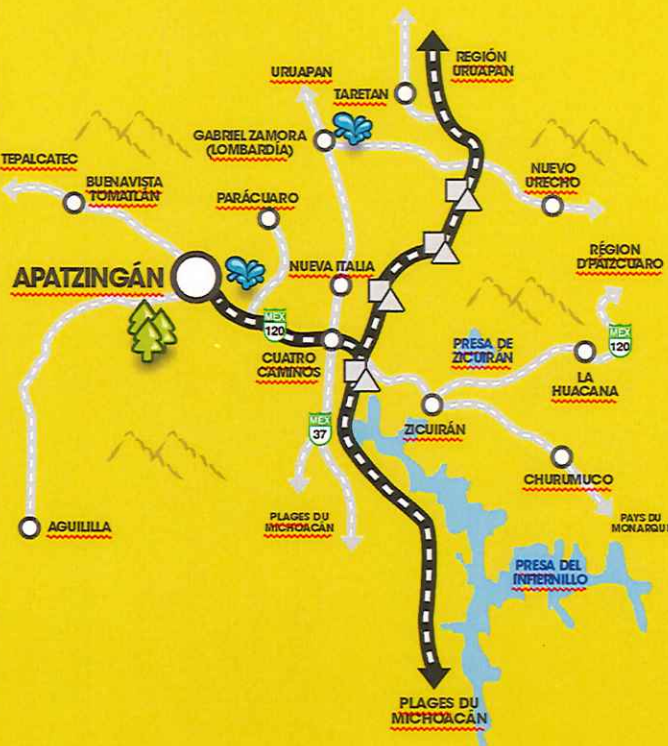 REGIÓN
URUAPAN
URUAPAN
TARETAN
GABRIEL ZAMORA
(LOMBARDÍA)
TEPALCATEC
BUENAVISTA
TOMATLÁN
PARÁCUARO
NUEVO
URECHO
RÉGION
D'PATZCUARO
APATZINGÁN
NUEVA ITALIA
MEX
120
MEX
120
CUATRO
CAMINOS
PRESA DE
ZICUIRÁN
LA
HUACANA
MEX
37
ZICUIRÁN
CHURUMUCO
PLAGES DU
MICHOACÁN
AGUILILLA
PAYS DU
MONARQUE
PRESA DEL
INFIERNILLO
PLAGES DU
MICHOACÁN